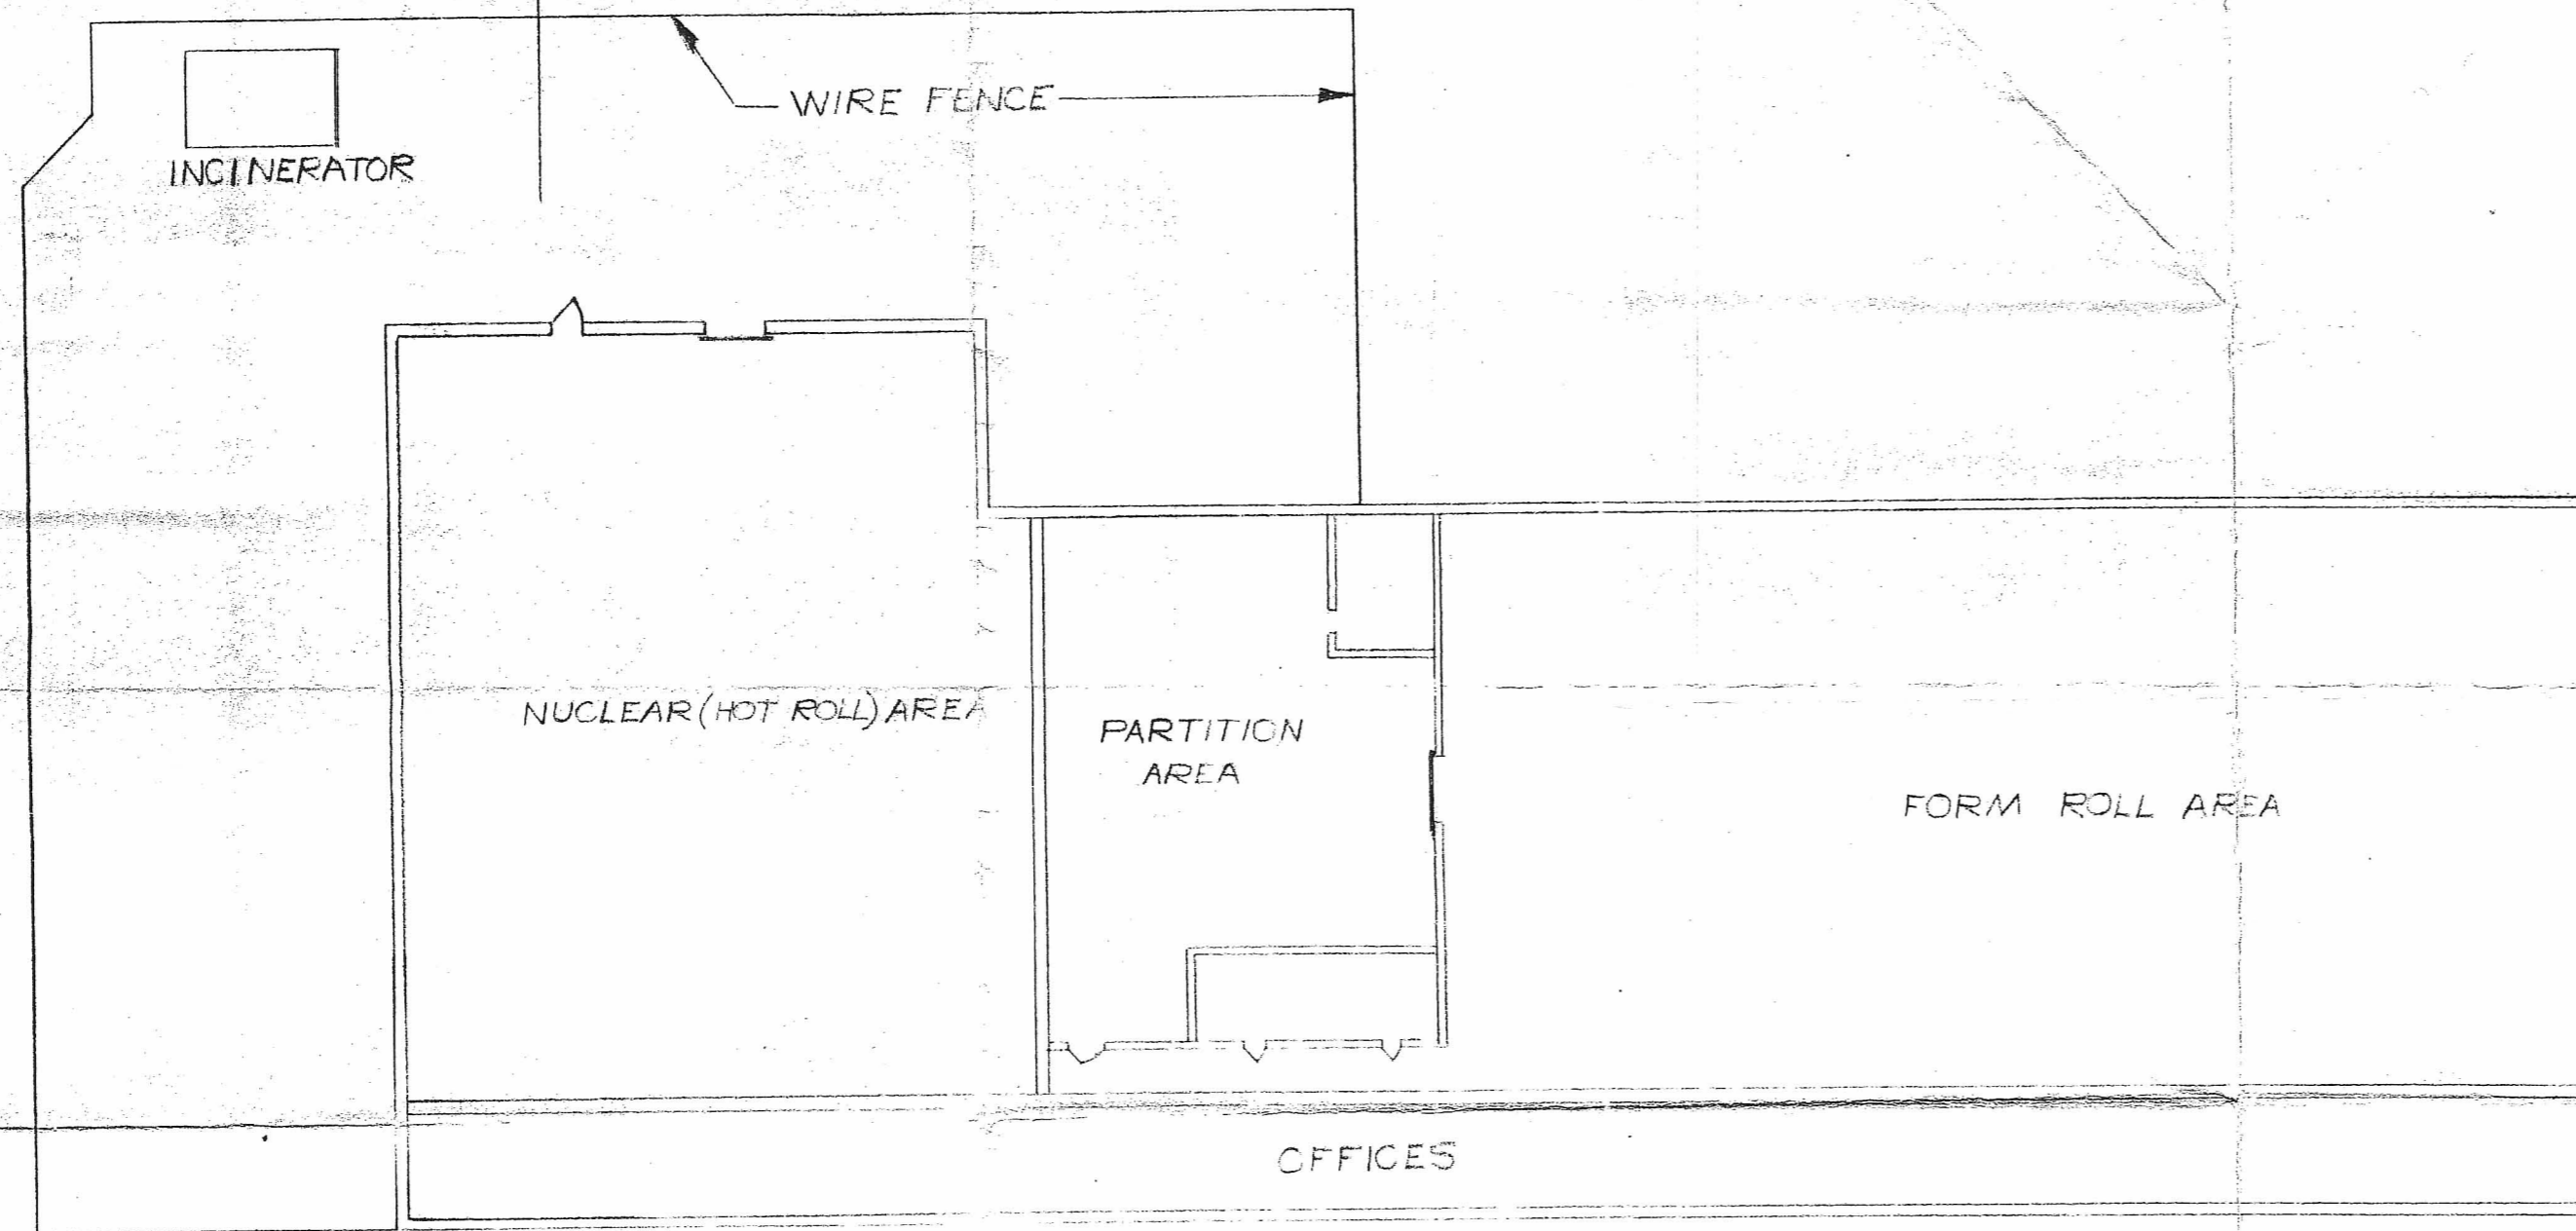 WIRE FENCE
INCINERATOR
NUCLEAR (HOT ROLL) AREA
PARTITION
AREA
FORM ROLL AREA
OFFICES